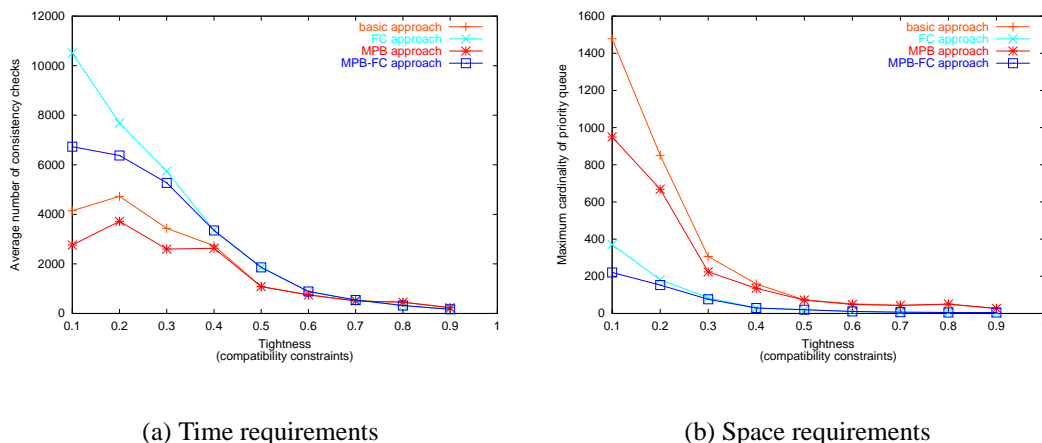 Average number of consistency checks
12000
10000
8000
6000
4000
2000
0
basic approach
FC approach
MPB approach
MPB-FC approach
0.1 0.2 0.3 0.4 0.5 0.6 0.7 0.8 0.9 1
Tightness
(compatibility constraints)
(a) Time requirements
Maximum cardinality of priority queue
1600
1400
1200
1000
800
600
400
200
0
basic approach
FC approach
MPB approach
MPB-FC approach
0.1 0.2 0.3 0.4 0.5 0.6 0.7 0.8 0.9
Tightness
(compatibility constraints)
(b) Space requirements